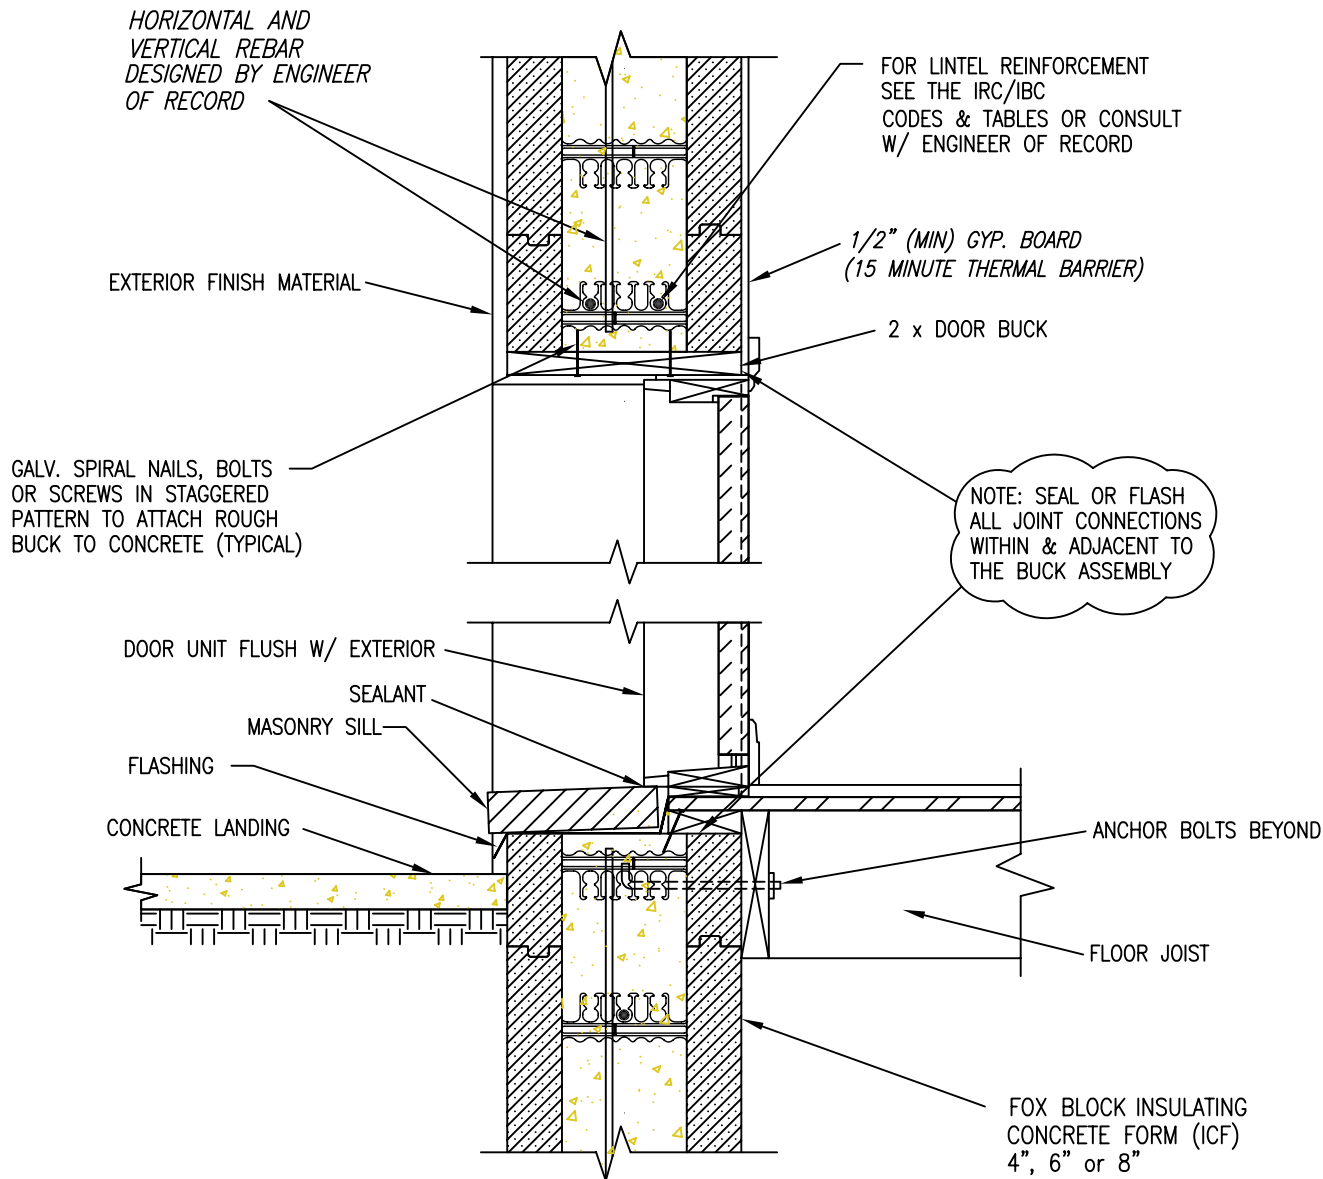 HORIZONTAL AND
VERTICAL REBAR
DESIGNED BY ENGINEER
OF RECORD
FOR LINTEL REINFORCEMENT
SEE THE IRC/IBC
CODES & TABLES OR CONSULT
W/ ENGINEER OF RECORD
1/2" (MIN) GYP. BOARD
(15 MINUTE THERMAL BARRIER)
EXTERIOR FINISH MATERIAL
2 x DOOR BUCK
GALV. SPIRAL NAILS, BOLTS
OR SCREWS IN STAGGERED
PATTERN TO ATTACH ROUGH
BUCK TO CONCRETE (TYPICAL)
NOTE: SEAL OR FLASH
ALL JOINT CONNECTIONS
WITHIN & ADJACENT TO
THE BUCK ASSEMBLY
DOOR UNIT FLUSH W/ EXTERIOR
SEALANT
MASONRY SILL
FLASHING
CONCRETE LANDING
ANCHOR BOLTS BEYOND
FLOOR JOIST
FOX BLOCK INSULATING
CONCRETE FORM (ICF)
4", 6" or 8"